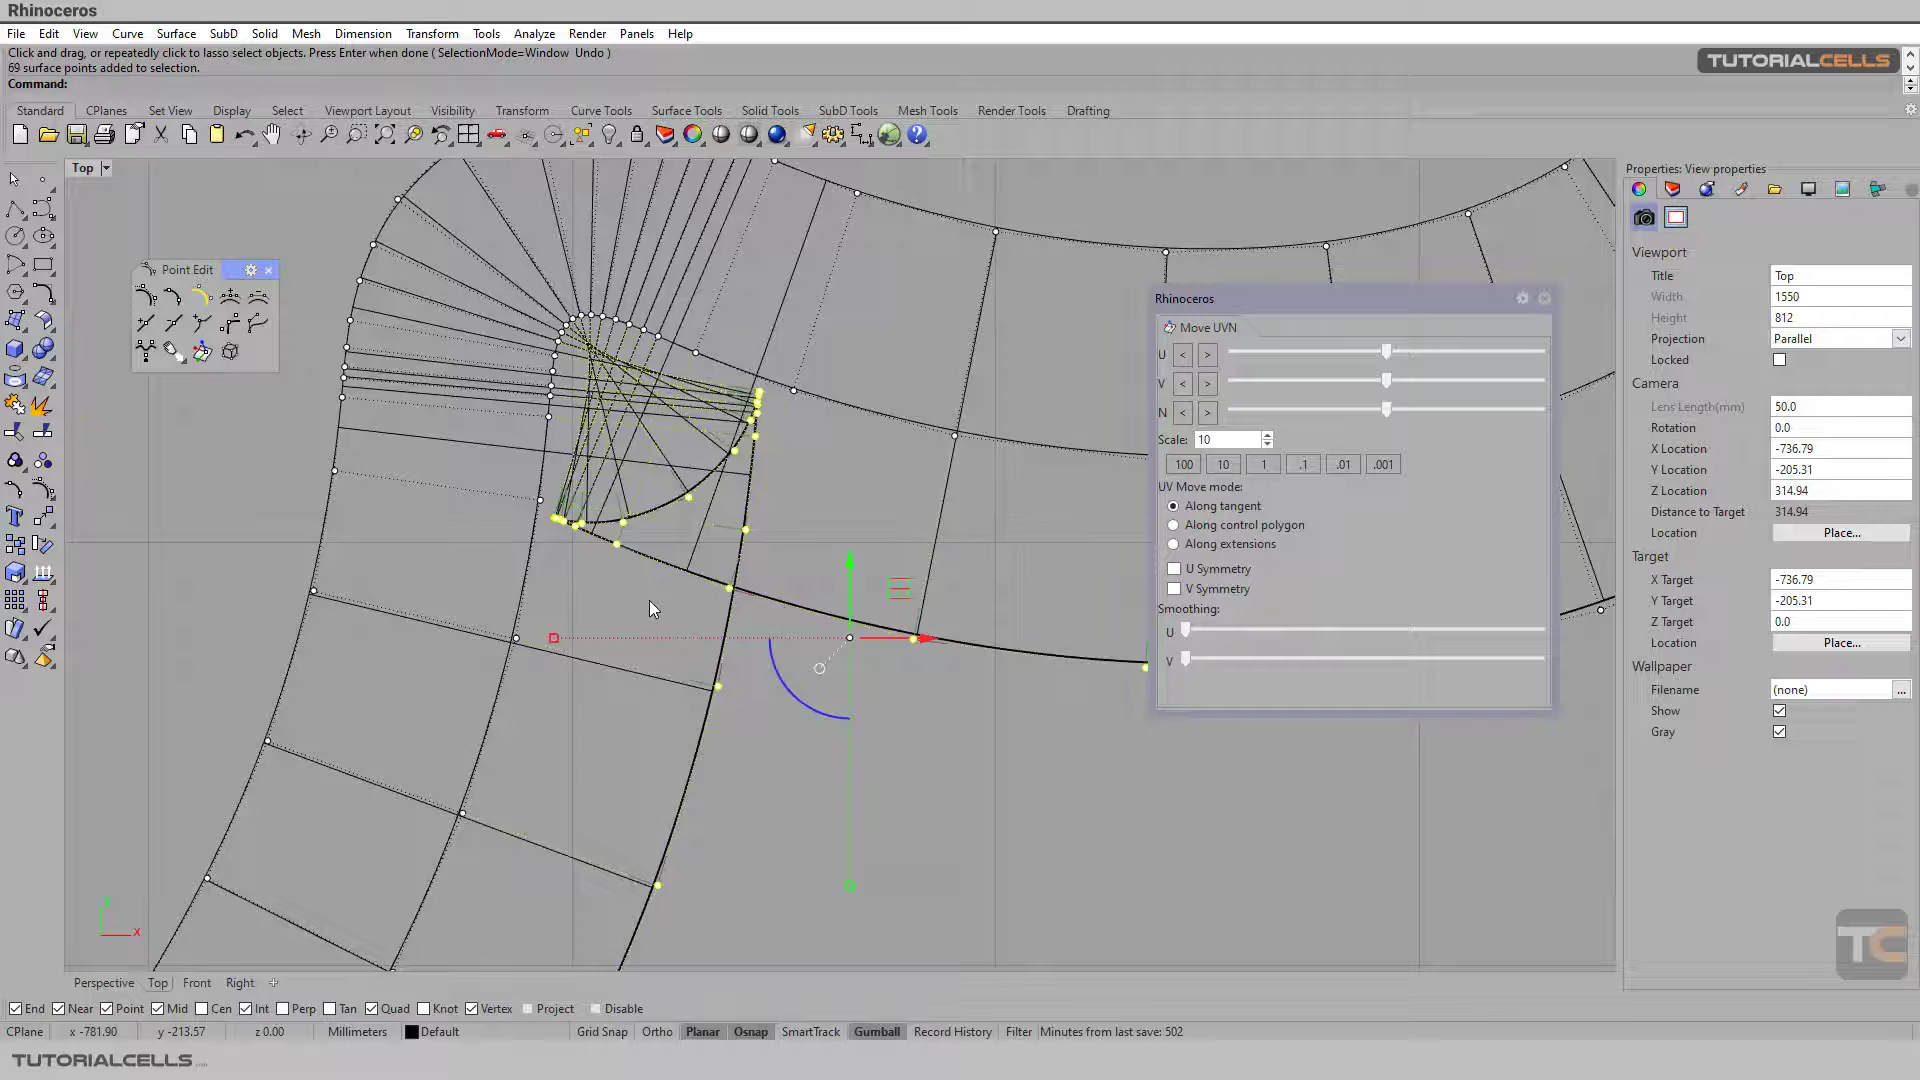 Rhinoceros
File Edit View Curve Surface SubD Solid Mesh Dimension Transform Tools Analyze Render Panels Help
Click and drag, or repeatedly click to lasso select objects. Press Enter when done ( SelectionMode=Window Undo )
69 surface points added to selection.
Command:
TUTORIALCELLS
Standard CPlanes Set View Display Select Viewport Layout Visibility Transform Curve Tools Surface Tools Solid Tools SubD Tools Mesh Tools Render Tools Drafting
Top
Point Edit
Rhinoceros
Move UVN
U < >
V < >
N < >
Scale: 10
100 10 1 .1 .01 .001
UV Move mode:
Along tangent
Along control polygon
Along extensions
U Symmetry
V Symmetry
Smoothing:
U
V
Properties: View properties
Viewport
Title Top
Width 1550
Height 812
Projection Parallel
Locked
Camera
Lens Length(mm) 50.0
Rotation 0.0
X Location -736.79
Y Location -205.31
Z Location 314.94
Distance to Target 314.94
Location Place...
Target
X Target -736.79
Y Target -205.31
Z Target 0.0
Location Place...
Wallpaper
Filename (none) ...
Show
Gray
y
x
TC
Perspective Top Front Right +
End Near Point Mid Cen Int Perp Tan Quad Knot Vertex Project Disable
CPlane x -781.90 y -213.57 z 0.00 Millimeters Default Grid Snap Ortho Planar Osnap SmartTrack Gumball Record History Filter Minutes from last save: 502
TUTORIALCELLS